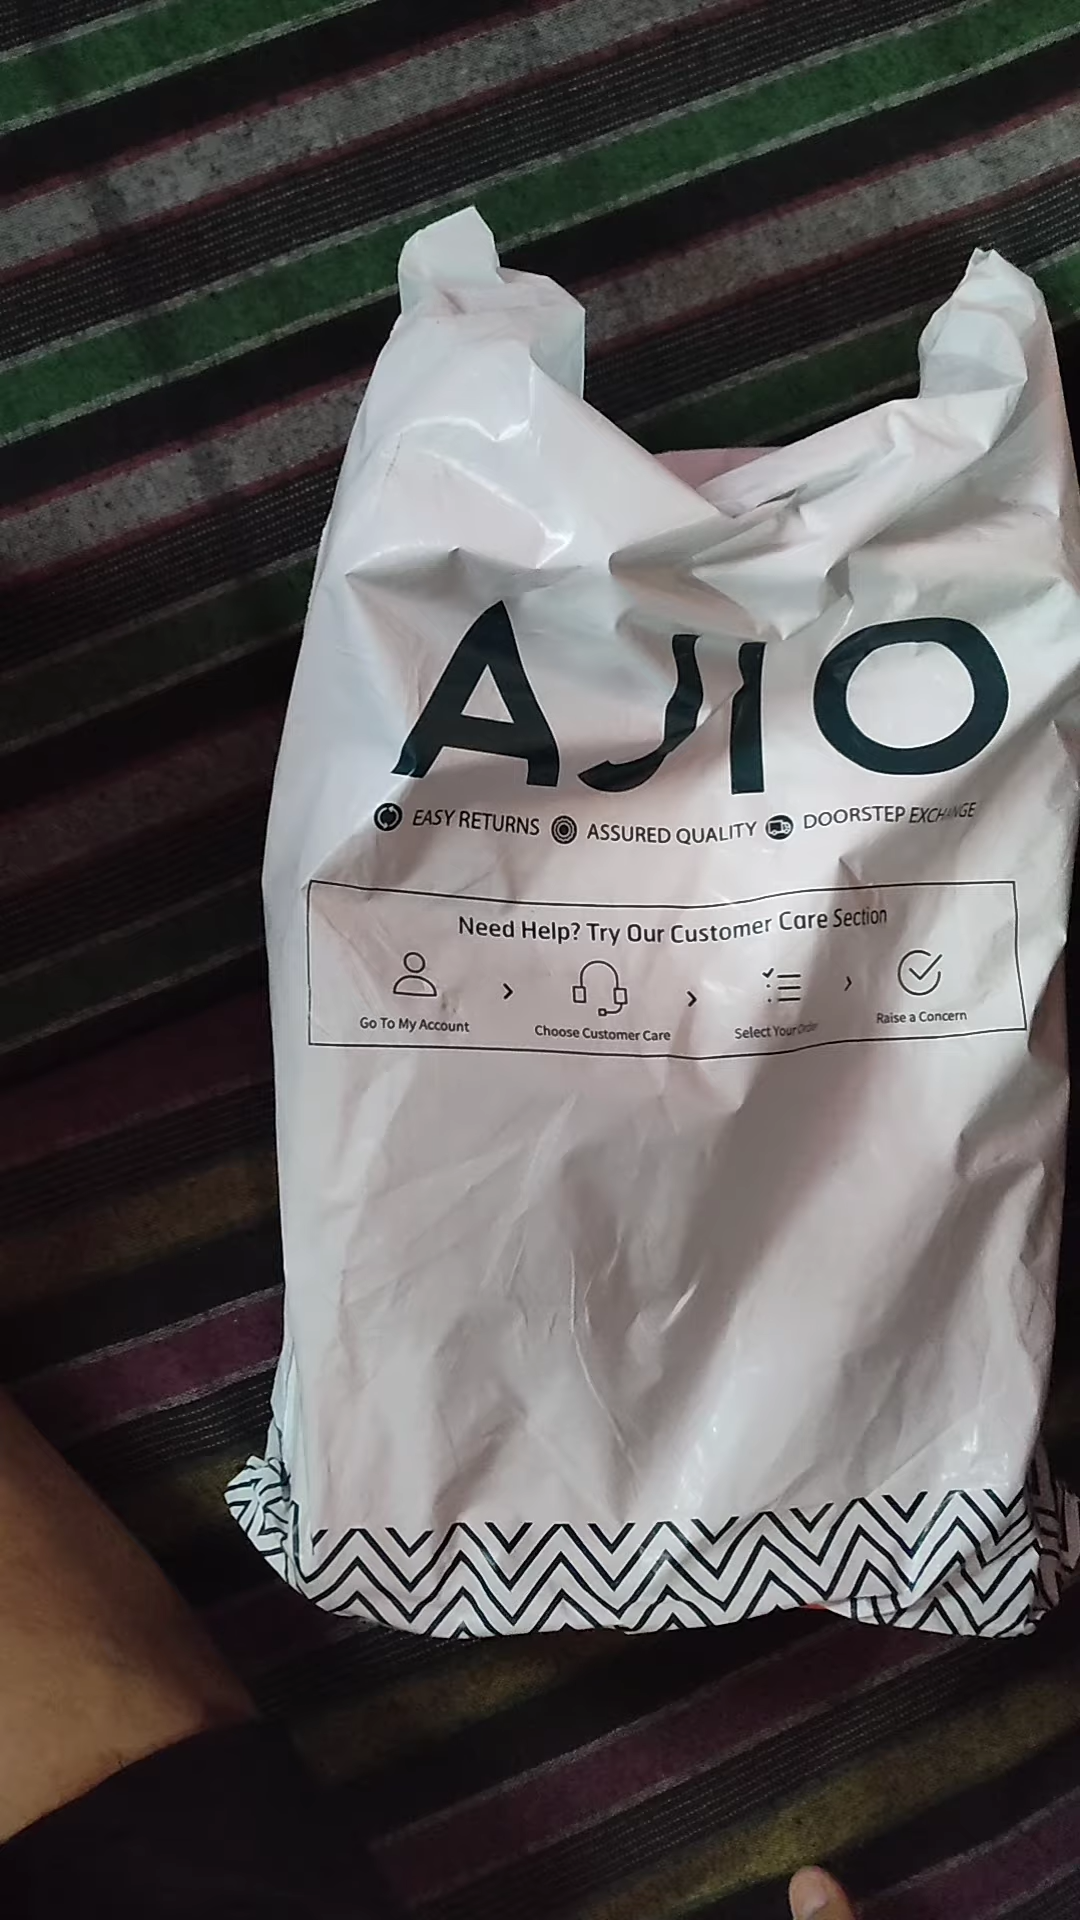 AJIO
EASY RETURNS ASSURED QUALITY DOORSTEP EXCHANGE
Need Help? Try Our Customer Care Section
Go To My Account > Choose Customer Care > Select Your Order > Raise a Concern